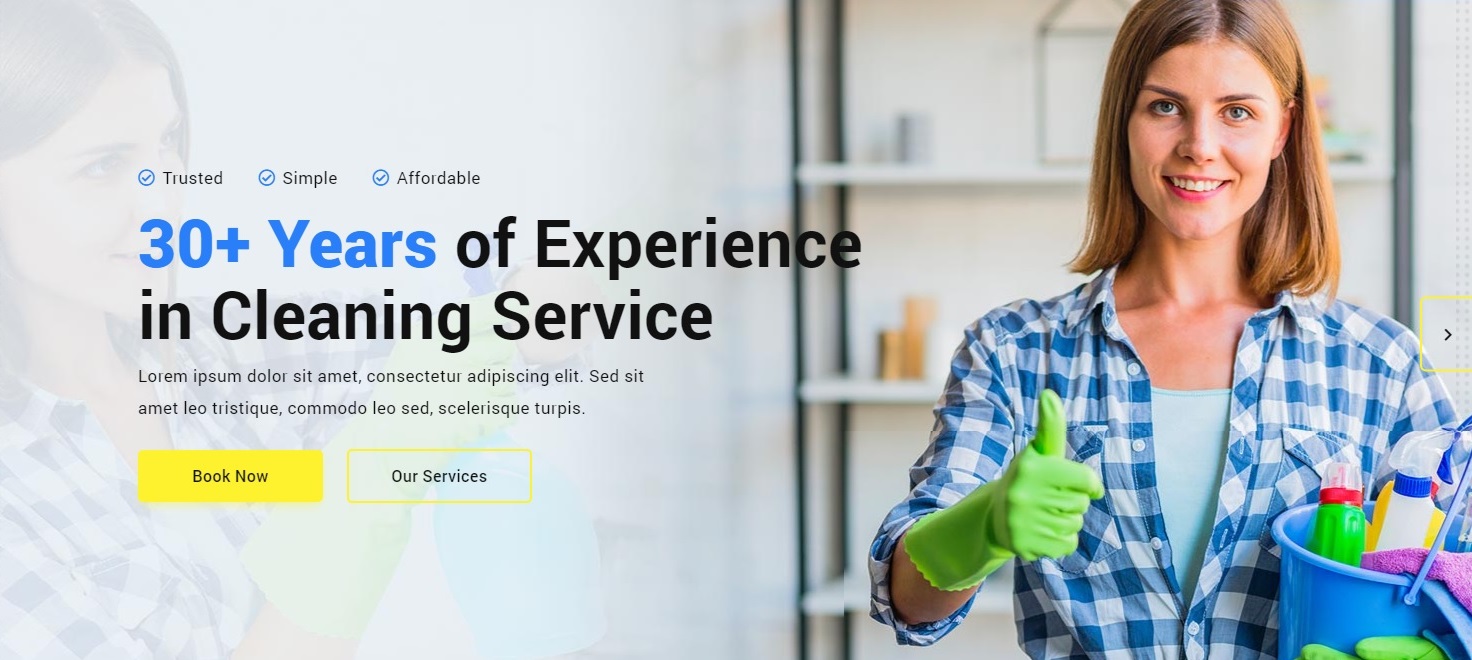 Trusted Simple Affordable
30+ Years of Experience
in Cleaning Service
Lorem ipsum dolor sit amet, consectetur adipiscing elit. Sed sit
amet leo tristique, commodo leo sed, scelerisque turpis.
Book Now Our Services